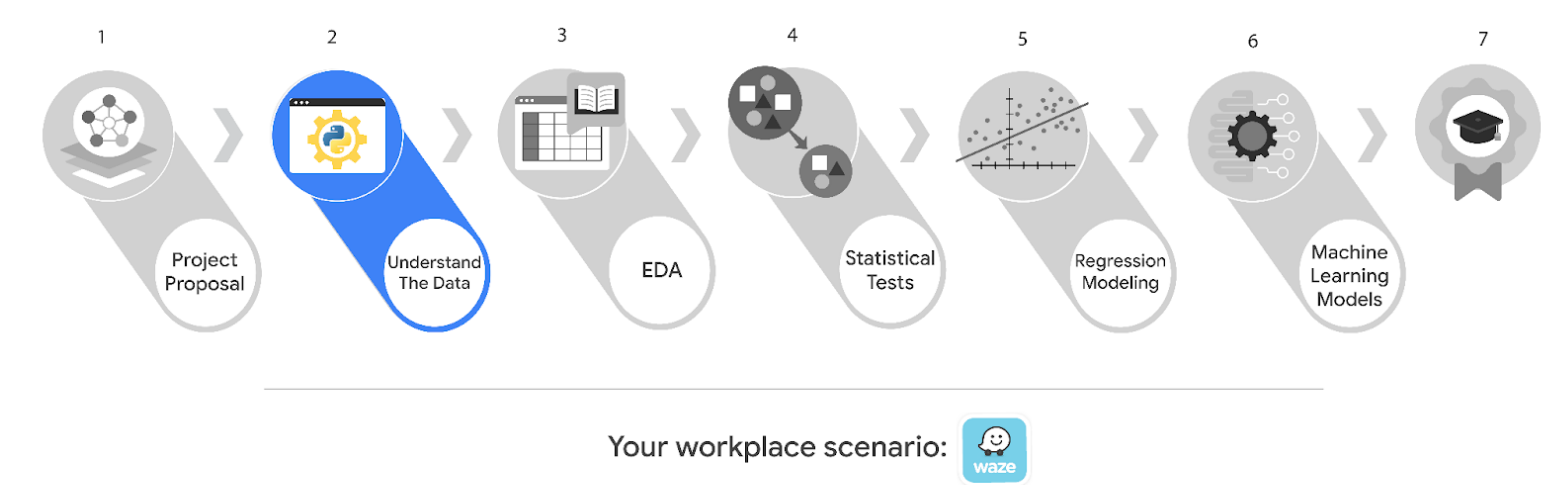 1
2
3
4
5
6
7
Project
Proposal
Understand
The Data
EDA
Statistical
Tests
Regression
Modeling
Machine
Learning
Models
Your workplace scenario:
waze